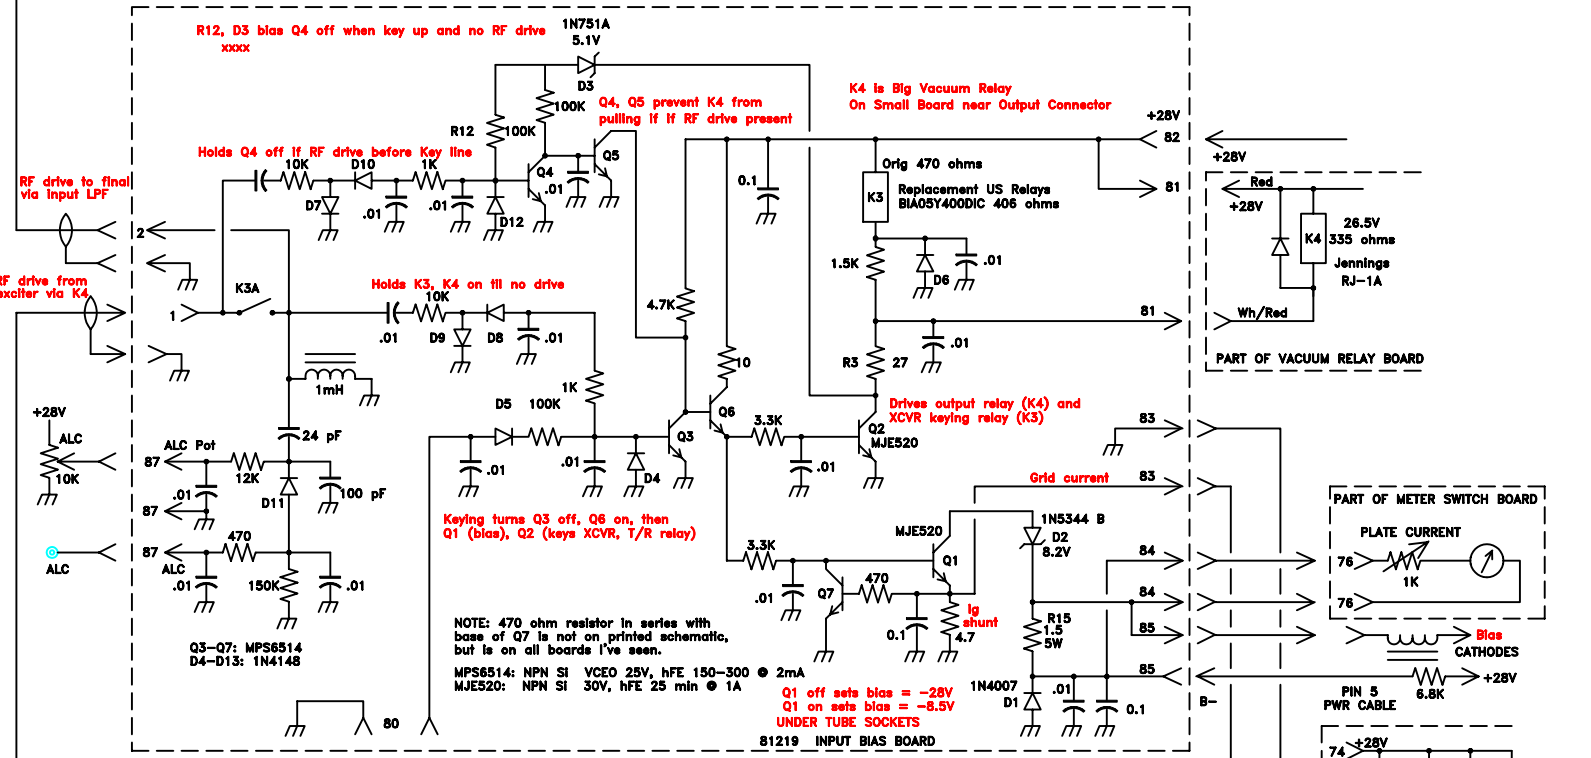 R12, D3 bias Q4 off when key up and no RF drive
xxxx
1N751A
5.1V
D3
100K
R12
100K
Q4, Q5 prevent K4 from
pulling if if RF drive present
K4 is Big Vacuum Relay
On Small Board near Output Connector
+28V
82
+28V
81
Holds Q4 off if RF drive before Key line
10K
D10
1K
Q4
Q5
.01
D7
.01
.01
D12
RF drive to final
via input LPF
2
0.1
Orig 470 ohms
K3
Replacement US Relays
BIA05Y400DIC 406 ohms
1.5K
D6
.01
Red
+28V
K4
26.5V
335 ohms
Jennings
RJ-1A
Wh/Red
PART OF VACUUM RELAY BOARD
RF drive from
exciter via K4
K3A
1
Holds K3, K4 on til no drive
10K
.01
D9
D8
.01
4.7K
81
.01
10
R3
27
1mH
1K
D5
100K
Drives output relay (K4) and
XCVR keying relay (K3)
+28V
ALC
10K
ALC Pot
87
12K
24 pF
D11
100 pF
.01
87
.01
.01
D4
Q3
Q6
3.3K
.01
Q2
MJE520
83
Grid current
83
Keying turns Q3 off, Q6 on, then
Q1 (bias), Q2 (keys XCVR, T/R relay)
ALC
87
ALC
470
.01
150K
.01
3.3K
.01
Q7
470
MJE520
Q1
0.1
Ig
shunt
4.7
1N5344 B
D2
8.2V
R15
1.5
5W
84
84
85
85
PART OF METER SWITCH BOARD
PLATE CURRENT
76
1K
76
Bias
CATHODES
+28V
6.8K
PIN 5
PWR CABLE
B-
NOTE: 470 ohm resistor in series with
base of Q7 is not on printed schematic,
but is on all boards I've seen.
MPS6514: NPN Si VCEO 25V, hFE 150-300 @ 2mA
MJE520: NPN Si 30V, hFE 25 min @ 1A
Q3-Q7: MPS6514
D4-D13: 1N4148
1N4007
D1
.01
0.1
Q1 off sets bias = -28V
Q1 on sets bias = -8.5V
UNDER TUBE SOCKETS
80
81219 INPUT BIAS BOARD
74
+28V